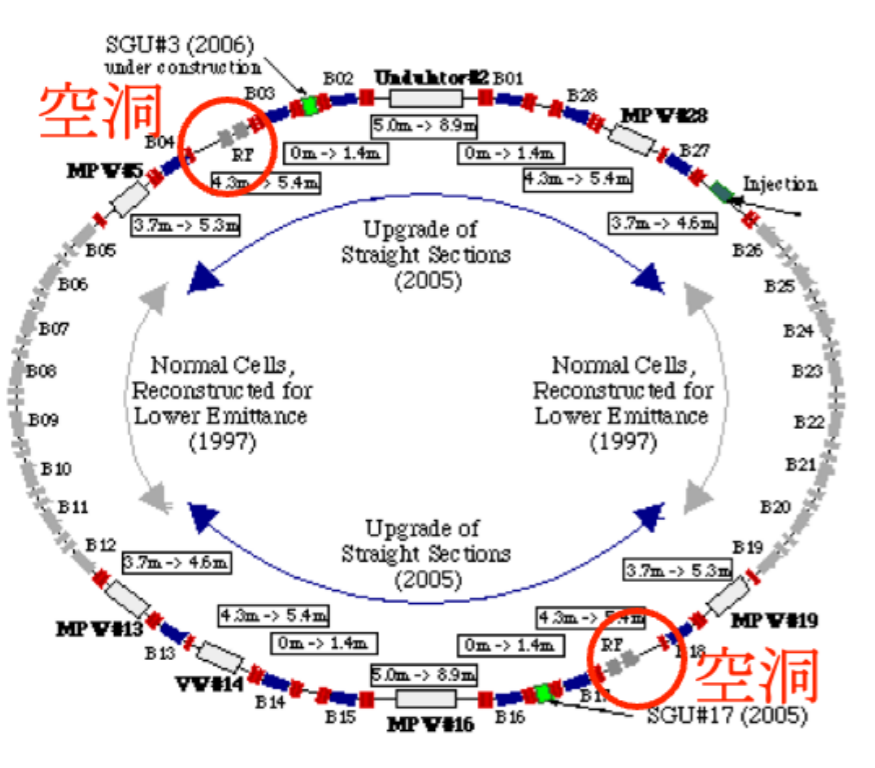 SGU#3 (2006)
under construction
B02
Undulator#2
B01
B03
B28
空洞
MPW#28
5.0m -> 8.9m
B04
RF
0m -> 1.4m
0m -> 1.4m
B27
MPW#5
4.3m -> 5.4m
4.3m -> 5.4m
Injection
3.7m -> 5.3m
3.7m -> 4.6m
Upgrade of
Straight Sections
(2005)
B05
B26
B06
B25
B07
B24
B08
B23
Normal Cells,
Reconstructed for
Lower Emittance
(1997)
Normal Cells,
Reconstructed for
Lower Emittance
(1997)
B09
B22
B10
B21
B11
B20
B12
B19
Upgrade of
Straight Sections
(2005)
3.7m -> 4.6m
3.7m -> 5.3m
4.3m -> 5.4m
4.3m -> 5.4m
MPW#13
MPW#19
0m -> 1.4m
0m -> 1.4m
RF
B13
B18
空洞
5.0m -> 8.9m
VW#14
B14
B17
B15
MPW#16
B16
SGU#17 (2005)